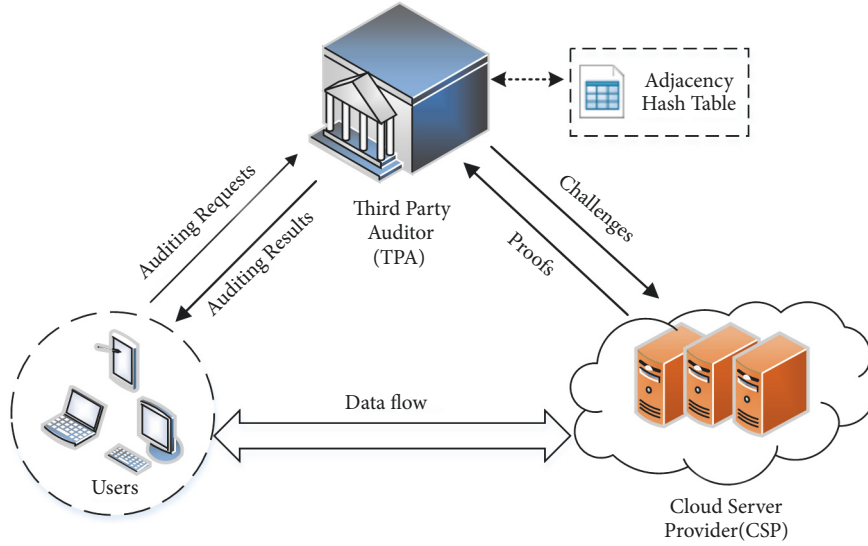 Adjacency
Hash Table
Auditing Requests
Auditing Results
Third Party
Auditor
(TPA)
Challenges
Proofs
Data flow
Users
Cloud Server
Provider(CSP)